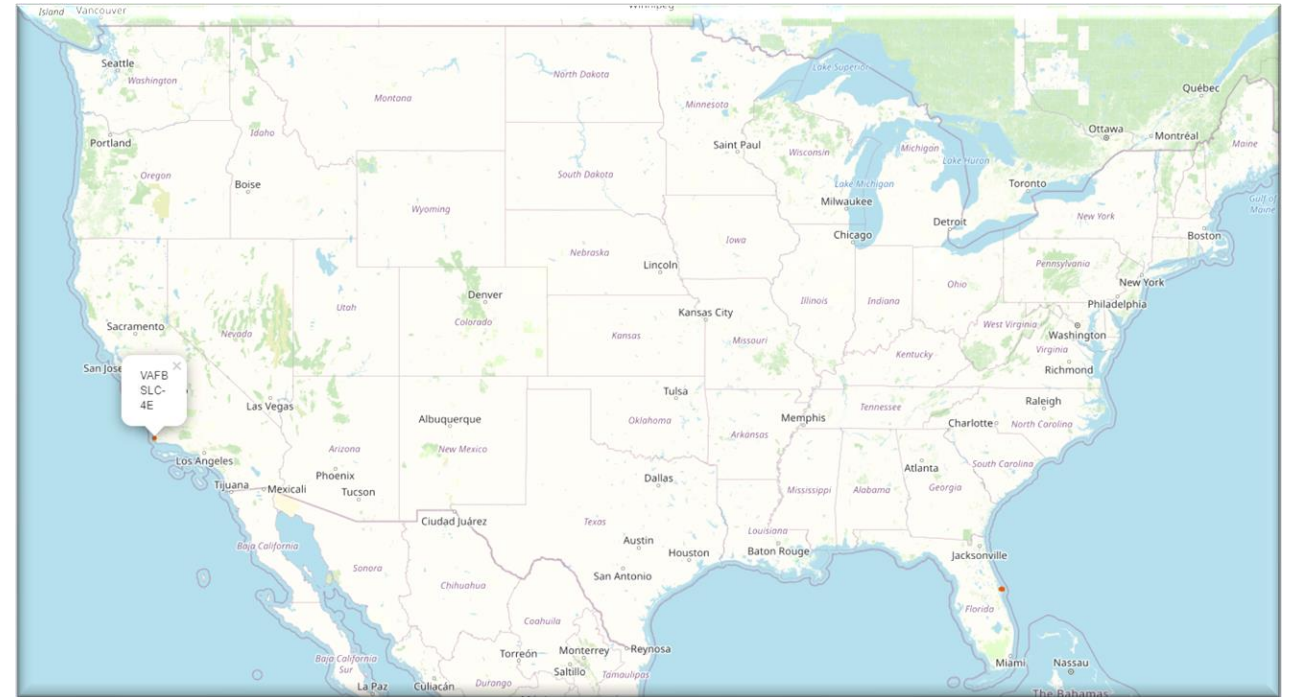 Island
Vancouver
Seattle
Washington
North Dakota
Lake Superior
Québec
Montana
Minnesota
Ottawa
Montréal
Portland
Idaho
Saint Paul
Wisconsin
Michigan
Lake Huron
Maine
Oregon
Boise
South Dakota
Lake Michigan
Toronto
Wyoming
Milwaukee
Detroit
New York
Gulf of
Maine
Chicago
Boston
Iowa
Nebraska
Lincoln
Pennsylvania
New York
Denver
Utah
Illinois
Indiana
Ohio
Philadelphia
Sacramento
Nevada
Colorado
Kansas City
Kansas
Missouri
West Virginia
Washington
Virginia
Kentucky
Richmond
San Jose
VAFB
SLC-
4E
×
Las Vegas
Tulsa
Albuquerque
Oklahoma
Memphis
Tennessee
Raleigh
Charlotte
North Carolina
Arkansas
Arizona
New Mexico
Los Angeles
Phoenix
Tijuana
Mexicali
Tucson
Dallas
Atlanta
South Carolina
Mississippi
Alabama
Georgia
Ciudad Juárez
Texas
Louisiana
Austin
Houston
Baton Rouge
Jacksonville
Baja California
Sonora
Chihuahua
San Antonio
Florida
Coahuila
Torreón
Monterrey
Reynosa
Baja California
Sur
Saltillo
Tamaulipas
Miami
Nassau
La Paz
Culiacán
Durango
The Bahamas